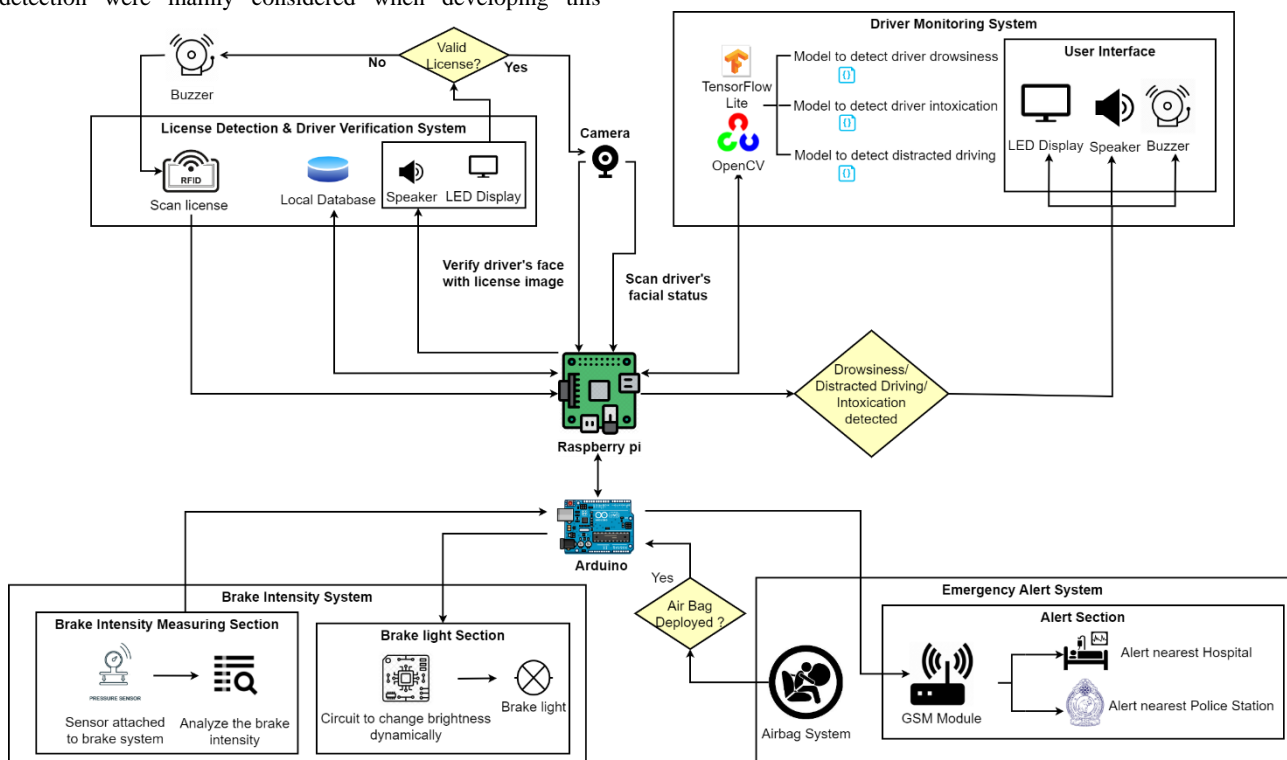 detection were mainly considered when developing this
Driver Monitoring System
Valid
License?
No
Yes
Buzzer
TensorFlow
Lite
OpenCV
Model to detect driver drowsiness
Model to detect driver intoxication
Model to detect distracted driving
User Interface
LED Display
Speaker
Buzzer
License Detection & Driver Verification System
RFID
Scan license
Local Database
Speaker
LED Display
Camera
Verify driver's face
with license image
Scan driver's
facial status
Raspberry pi
Drowsiness/
Distracted Driving/
Intoxication
detected
Arduino
Yes
Air Bag
Deployed ?
Brake Intensity System
Brake Intensity Measuring Section
PRESSURE SENSOR
Sensor attached
to brake system
Analyze the brake
intensity
Brake light Section
Circuit to change brightness
dynamically
Brake light
Emergency Alert System
Airbag System
Alert Section
GSM Module
Alert nearest Hospital
Alert nearest Police Station